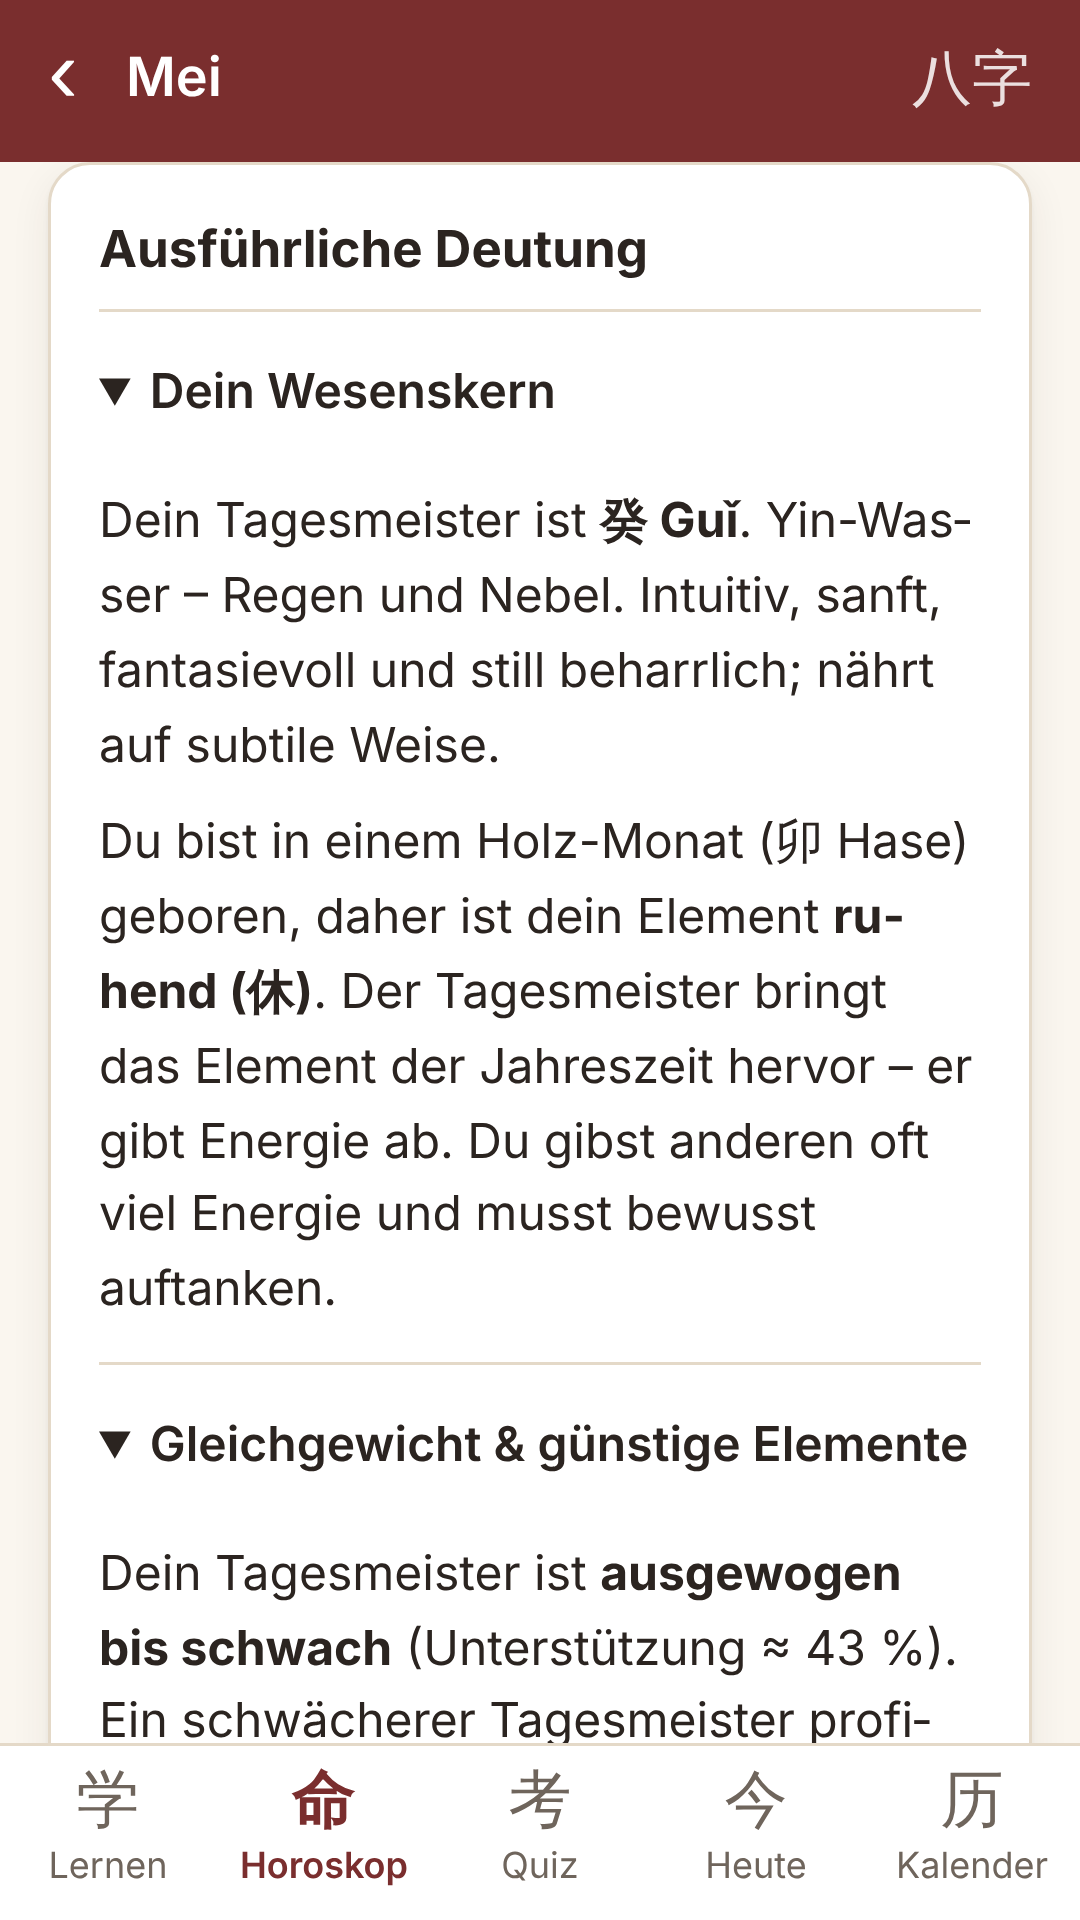 Mei
八字
Ausführliche Deutung
▼ Dein Wesenskern
Dein Tagesmeister ist 癸 Guǐ. Yin-Was-
ser – Regen und Nebel. Intuitiv, sanft,
fantasievoll und still beharrlich; nährt
auf subtile Weise.
Du bist in einem Holz-Monat (卯 Hase)
geboren, daher ist dein Element ru-
hend (休). Der Tagesmeister bringt
das Element der Jahreszeit hervor – er
gibt Energie ab. Du gibst anderen oft
viel Energie und musst bewusst
auftanken.
▼ Gleichgewicht & günstige Elemente
Dein Tagesmeister ist ausgewogen
bis schwach (Unterstützung ≈ 43 %).
Ein schwächerer Tagesmeister profi-
学
Lernen
命
Horoskop
考
Quiz
今
Heute
历
Kalender